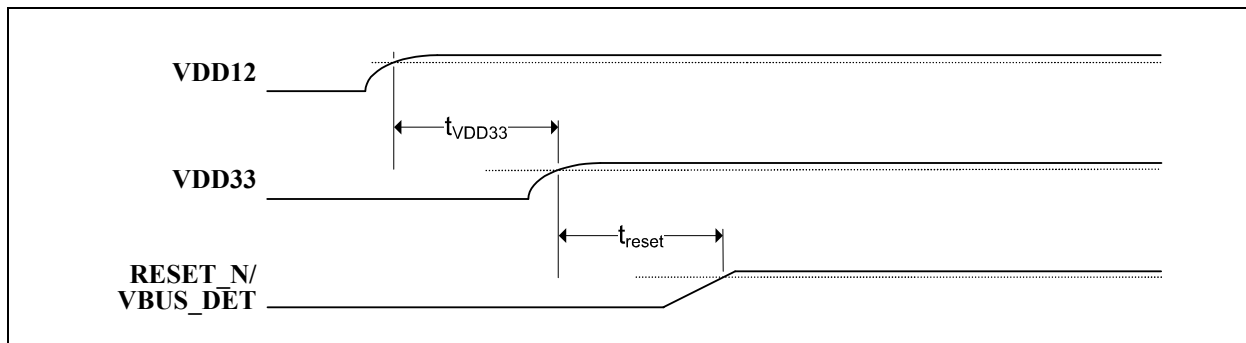 VDD12
tVDD33
VDD33
treset
RESET_N/
VBUS_DET